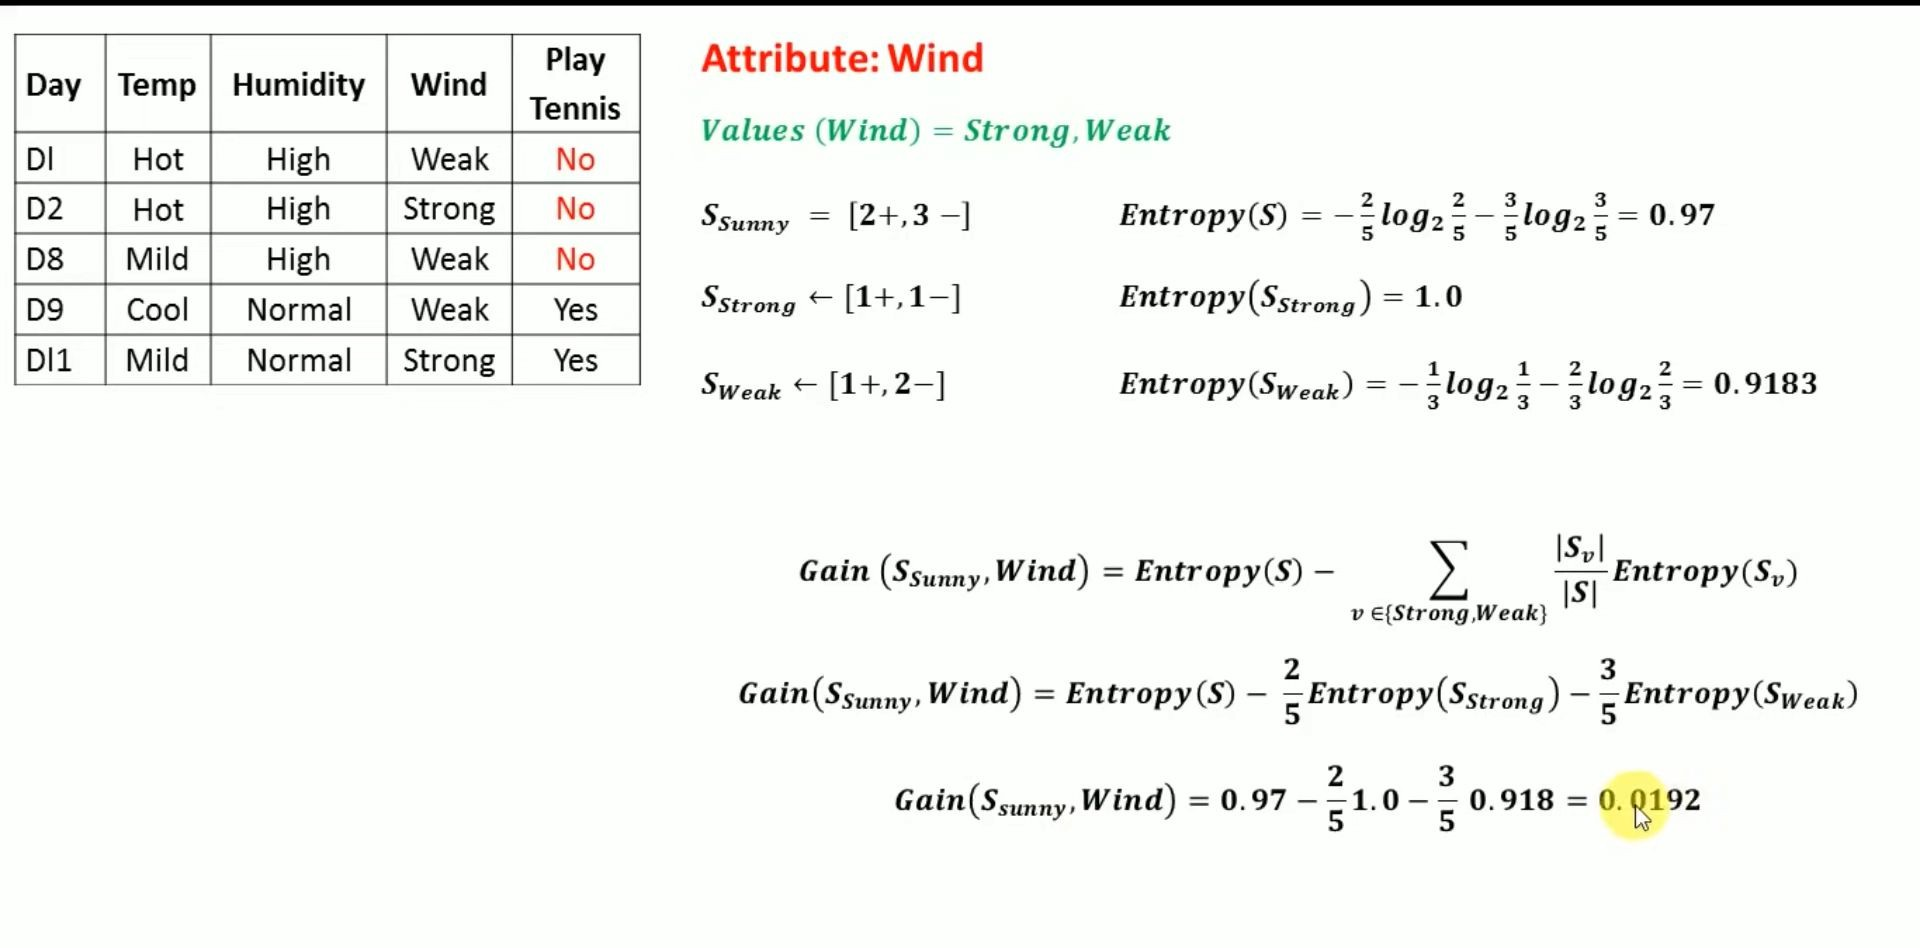 Day Temp Humidity Wind Play Tennis
Dl Hot High Weak No
D2 Hot High Strong No
D8 Mild High Weak No
D9 Cool Normal Weak Yes
Dl1 Mild Normal Strong Yes
Attribute: Wind
Values (Wind) = Strong, Weak
S_Sunny = [2+, 3 −] Entropy(S) = −2/5 log₂ 2/5 − 3/5 log₂ 3/5 = 0.97
S_Strong ← [1+, 1−] Entropy(S_Strong) = 1.0
S_Weak ← [1+, 2−] Entropy(S_Weak) = −1/3 log₂ 1/3 − 2/3 log₂ 2/3 = 0.9183
Gain (S_Sunny, Wind) = Entropy(S) − ∑ v ∈{Strong,Weak} |S_v|/|S| Entropy(S_v)
Gain(S_Sunny, Wind) = Entropy(S) − 2/5 Entropy(S_Strong) − 3/5 Entropy(S_Weak)
Gain(S_sunny, Wind) = 0.97 − 2/5 1.0 − 3/5 0.918 = 0.0192